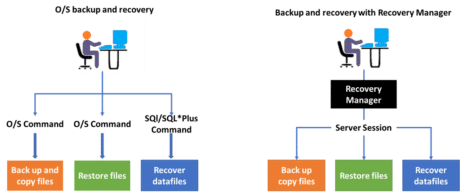 O/S backup and recovery
O/S Command
O/S Command
SQl/SQL*Plus
Command
Back up and
copy files
Restore files
Recover
datafiles
Backup and recovery with Recovery Manager
Recovery
Manager
Server Session
Back up
copy files
Restore files
Recover
datafiles